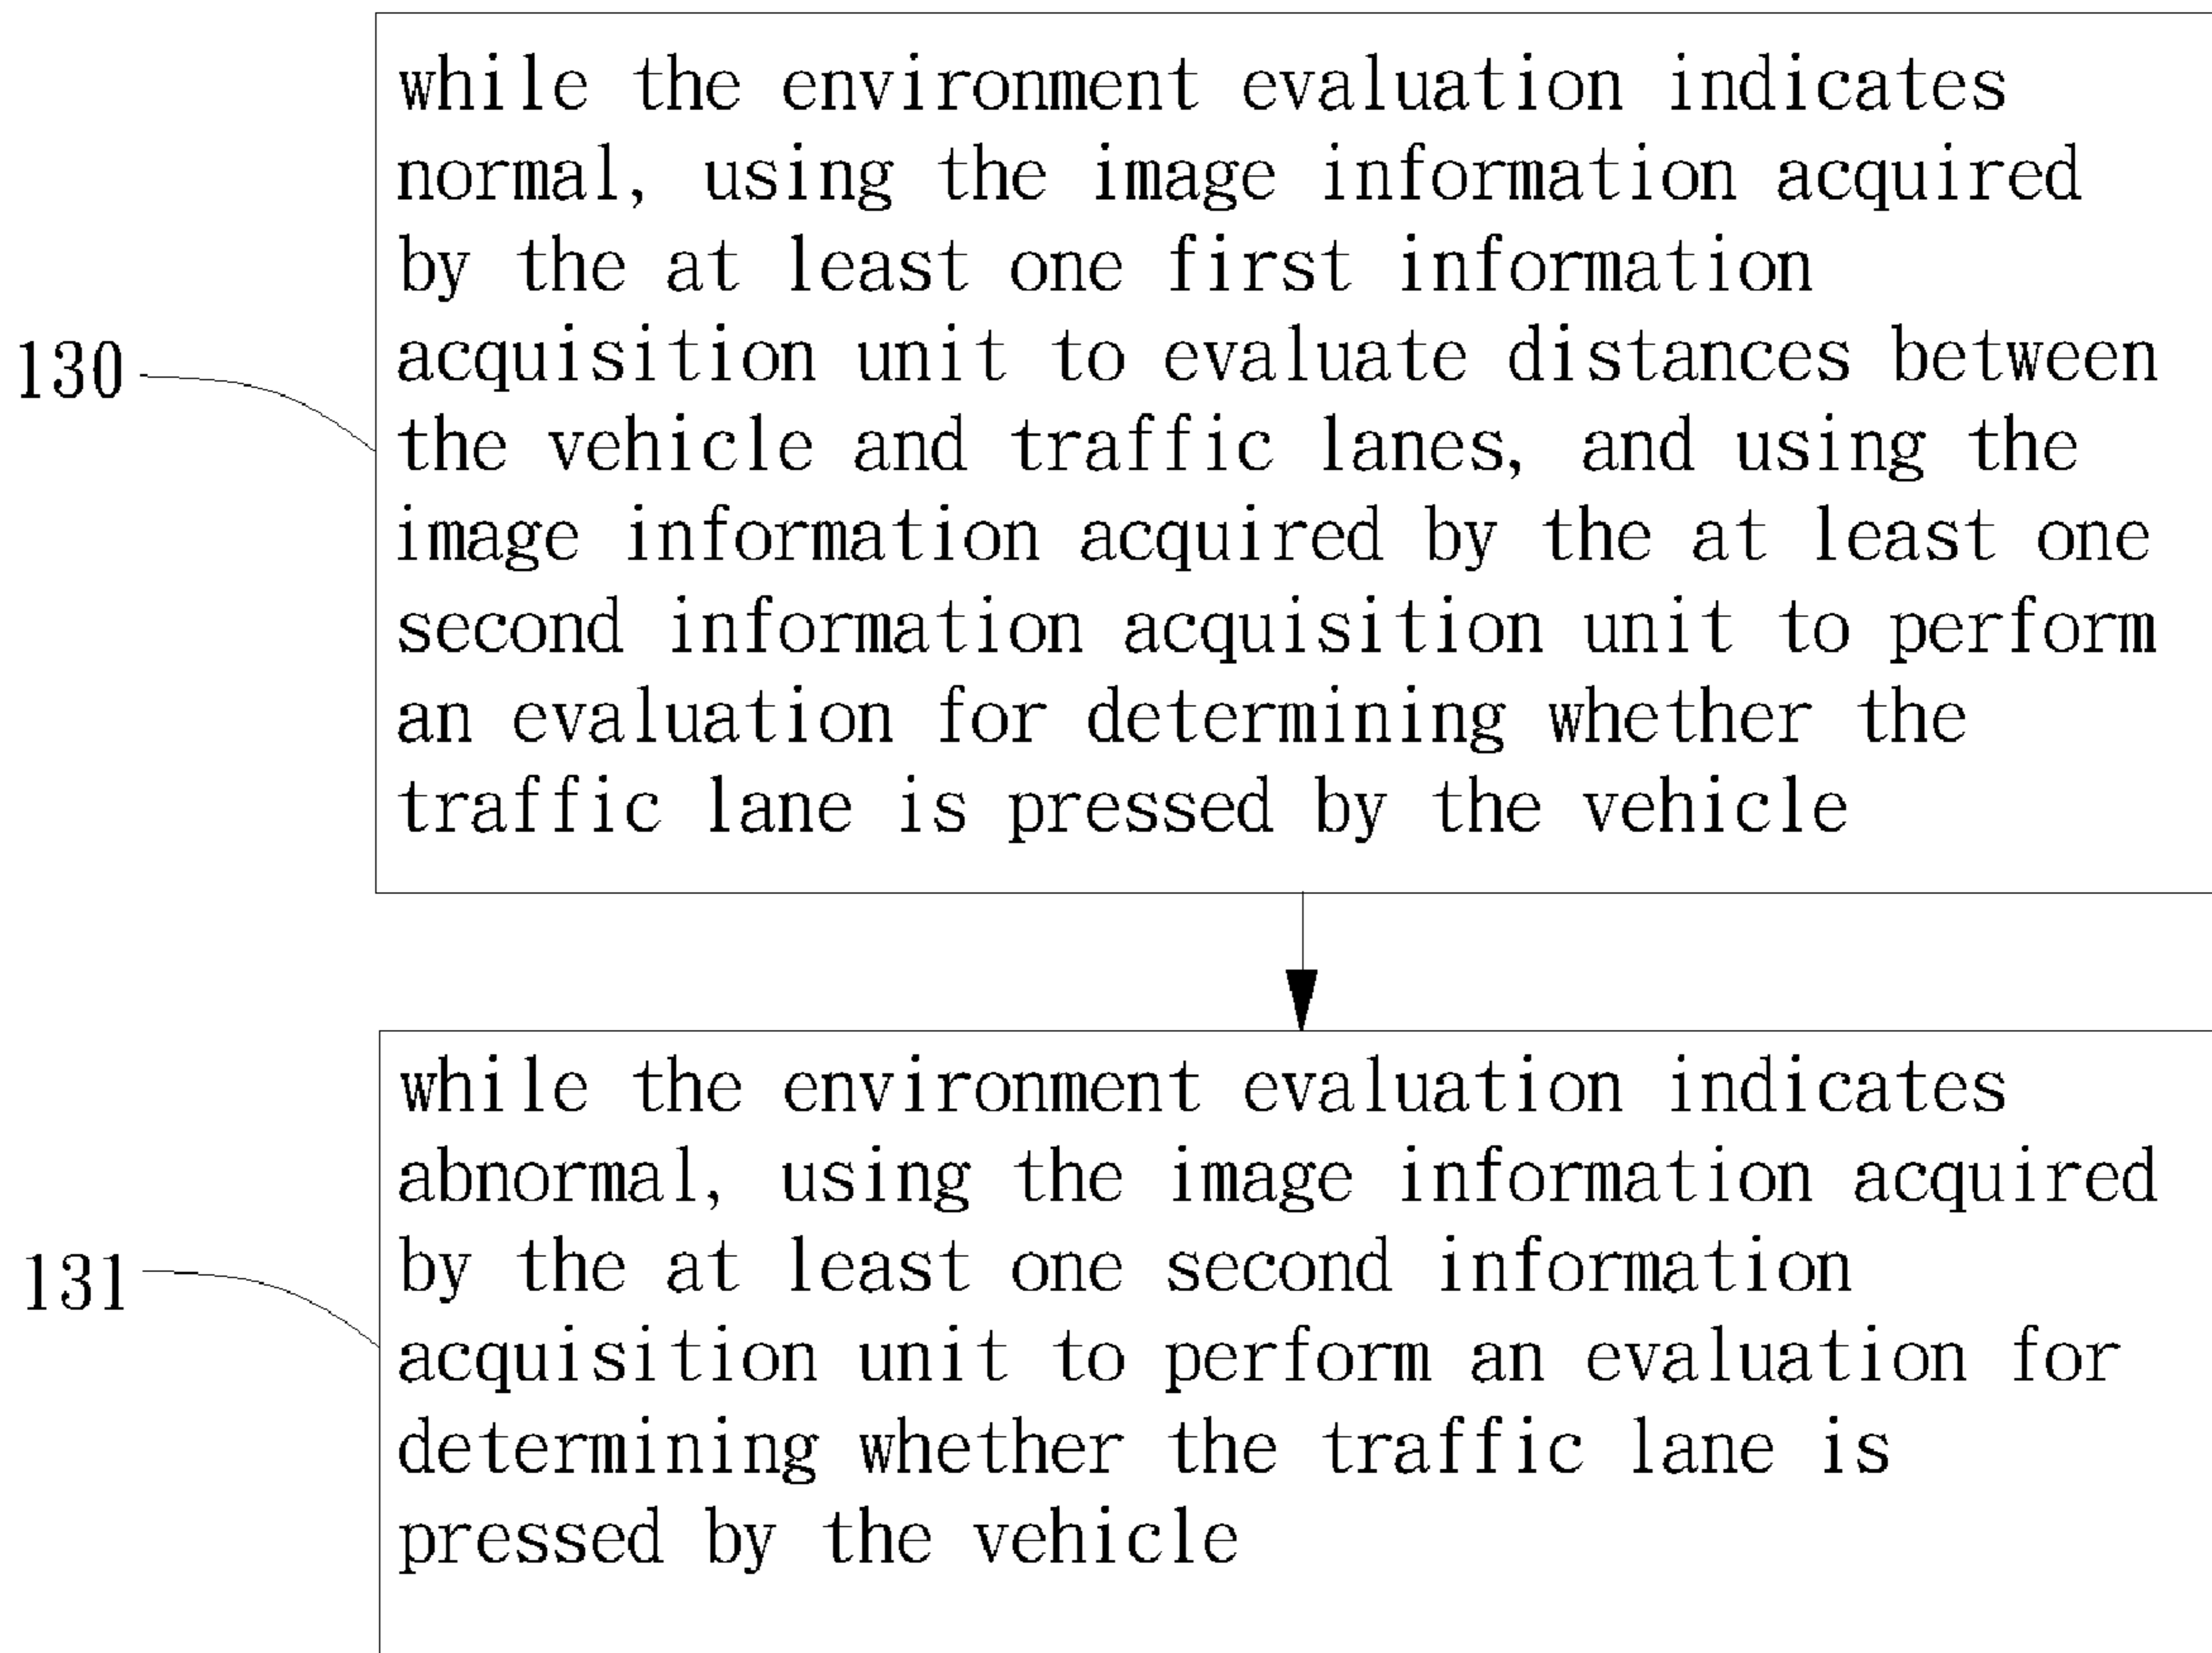 while the environment evaluation indicates
normal, using the image information acquired
by the at least one first information
acquisition unit to evaluate distances between
the vehicle and traffic lanes, and using the
image information acquired by the at least one
second information acquisition unit to perform
an evaluation for determining whether the
traffic lane is pressed by the vehicle
130
while the environment evaluation indicates
abnormal, using the image information acquired
by the at least one second information
acquisition unit to perform an evaluation for
determining whether the traffic lane is
pressed by the vehicle
131